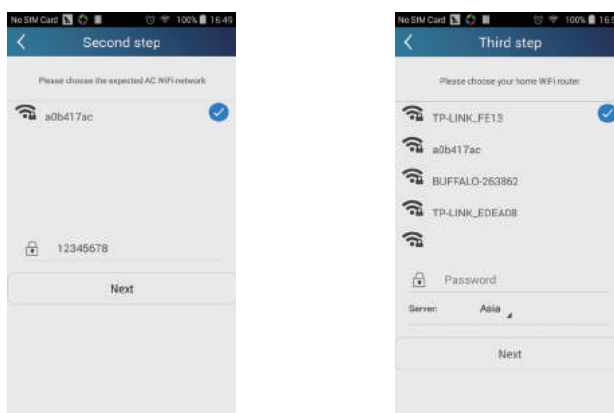 No SIM Card 100% 16:49
Second step
Please choose the expected AC WiFi network
a0b417ac
12345678
Next
No SIM Card 100% 16:5
Third step
Please choose your home WiFi router
TP-LINK_FE13
a0b417ac
BUFFALO-263862
TP-LINK_EDEA08
Password
Server: Asia
Next